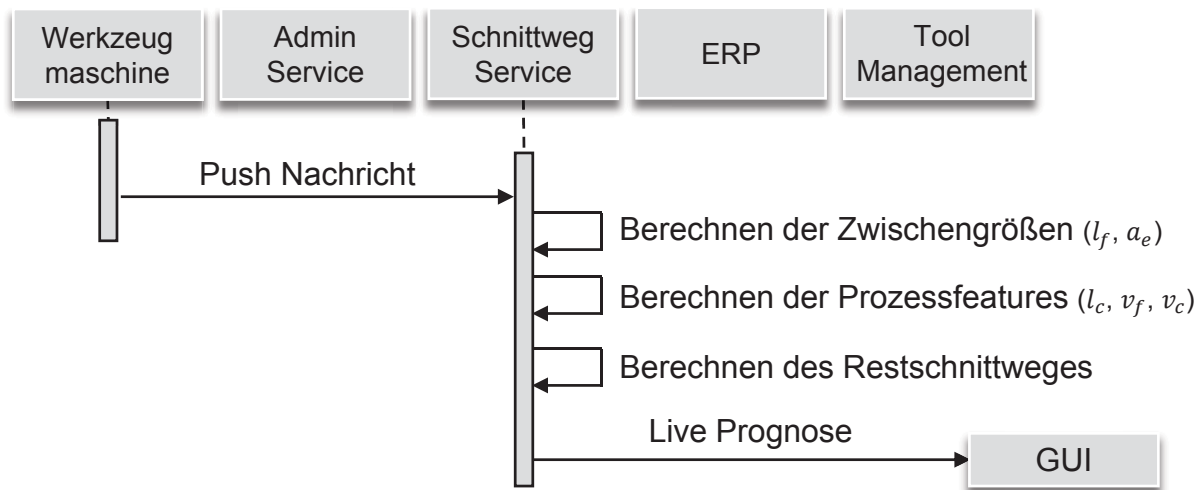 Werkzeug
maschine
Admin
Service
Schnittweg
Service
ERP
Tool
Management
Push Nachricht
Berechnen der Zwischengrößen (l_f, a_e)
Berechnen der Prozessfeatures (l_c, v_f, v_c)
Berechnen des Restschnittweges
Live Prognose
GUI